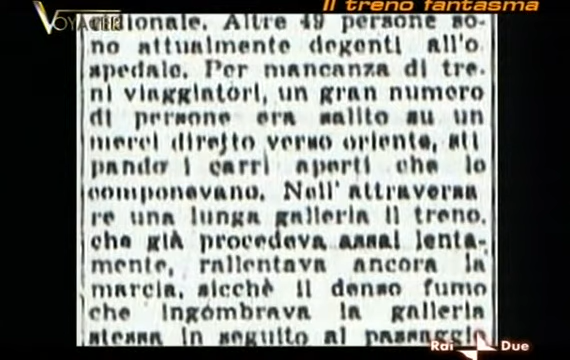 Il treno fantasma
VOYAGER
zionale. Altre 49 persone so-
no attualmente degenti all'o
spedale. Per mancanza di tre-
ni viaggiatori, un gran numero
di persone era salito su un
merci diretto verso oriente, sti
pando i carri aperti che lo
componevano. Nell' attraversa
re una lunga galleria il treno,
che già procedeva assai lenta-
mente, rallentava ancora la
marcia, sicchè il denso fumo
che ingombrava la galleria
stessa in seguito al passaggio
Rai Due